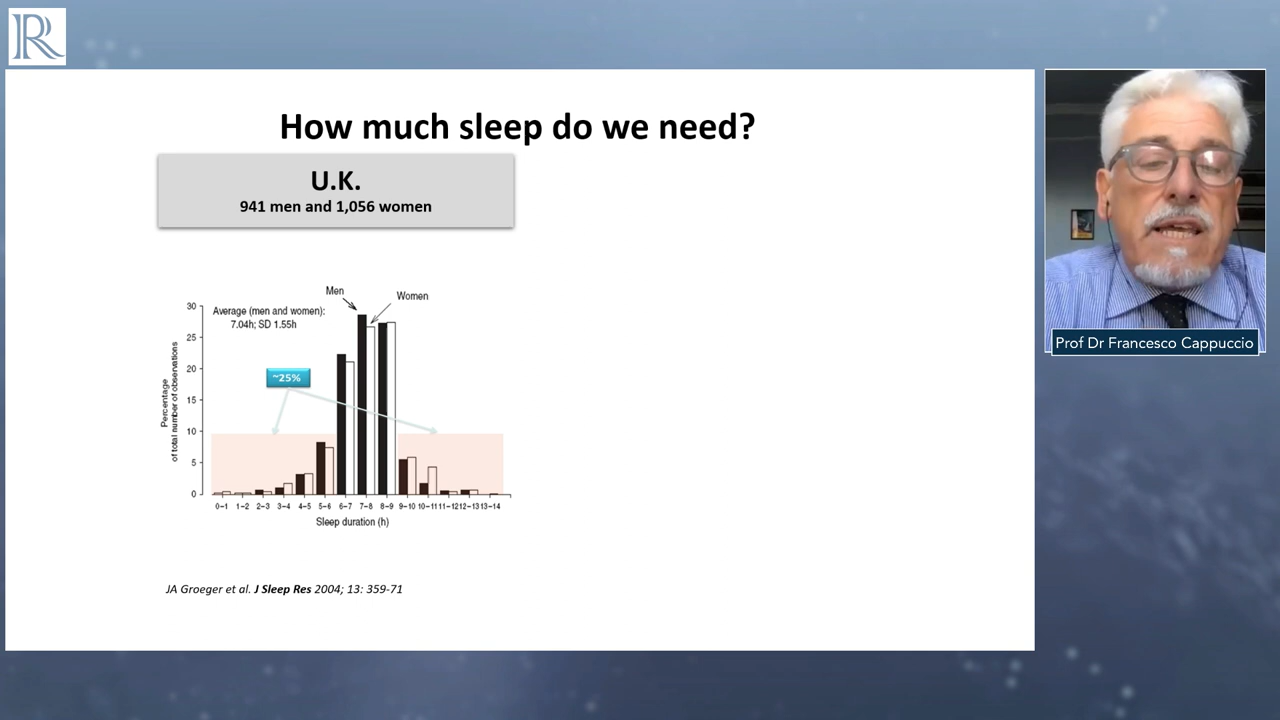 R
How much sleep do we need?
U.K.
941 men and 1,056 women
Men
Women
Average (men and women):
7.04h; SD 1.55h
~25%
30
25
20
15
10
5
0
Percentage
of total number of observations
0-1 1-2 2-3 3-4 4-5 5-6 6-7 7-8 8-9 9-10 10-11 11-12 12-13 13-14
Sleep duration (h)
JA Groeger et al. J Sleep Res 2004; 13: 359-71
Prof Dr Francesco Cappuccio